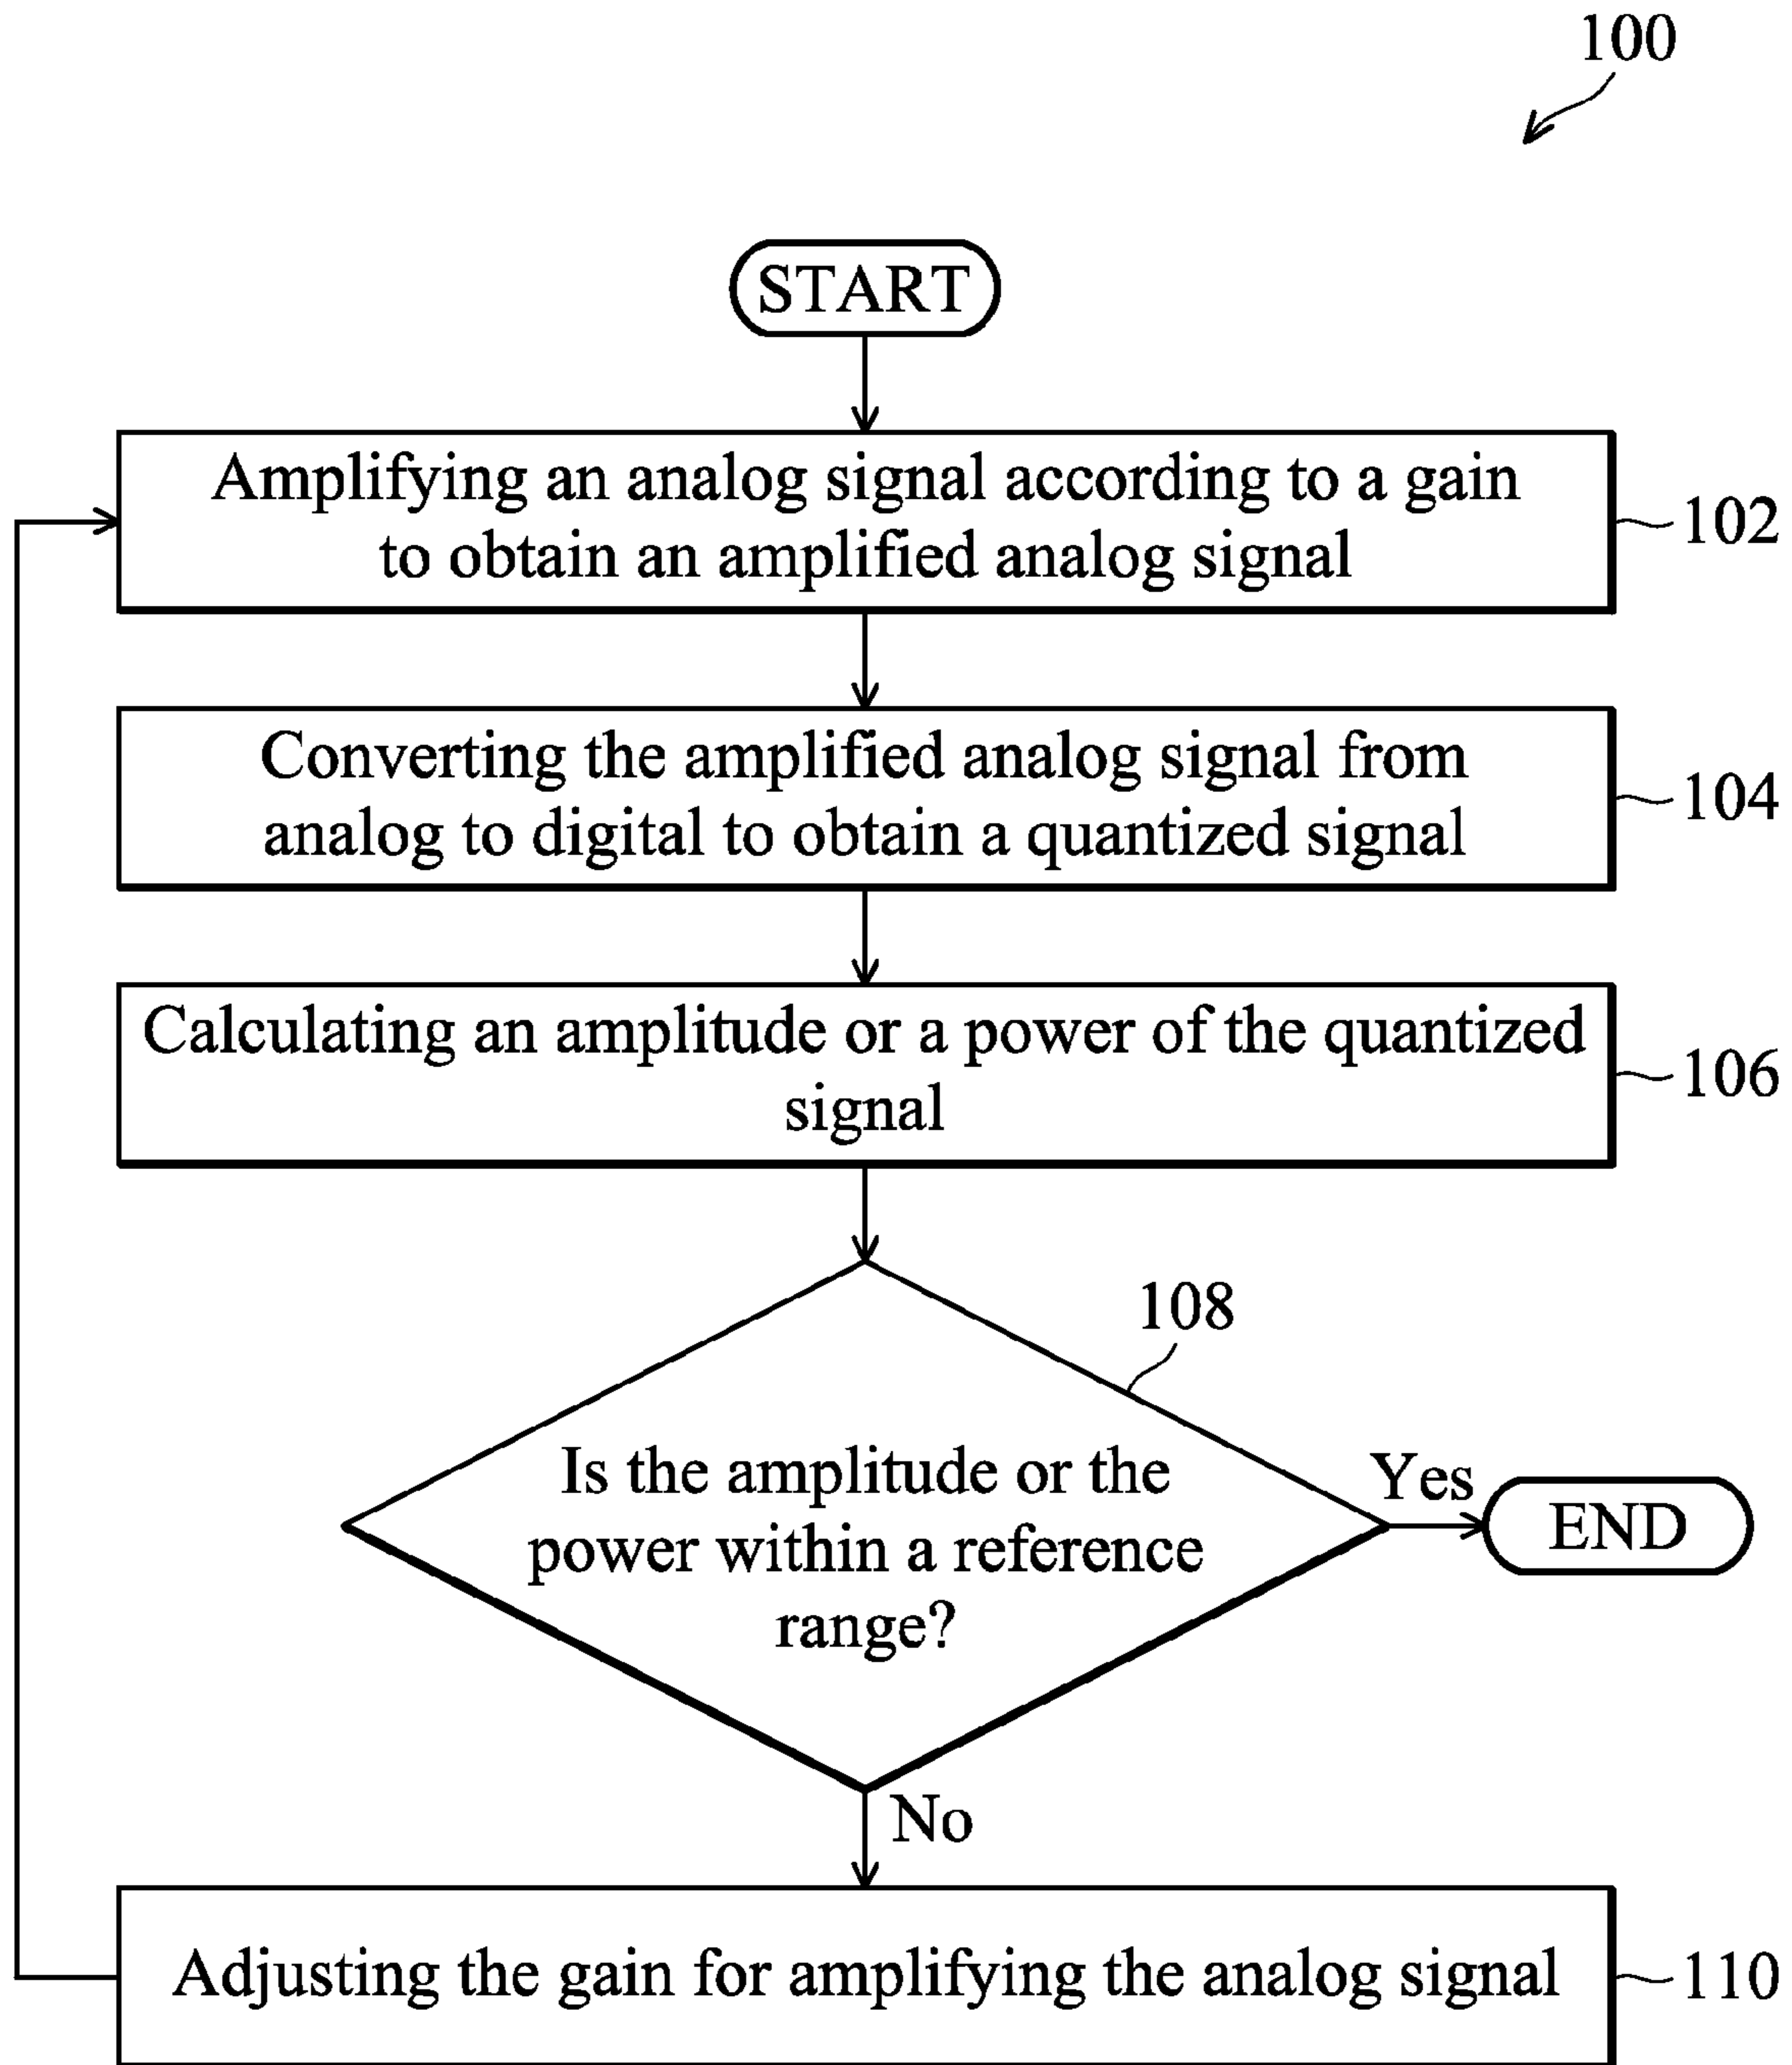 100
START
Amplifying an analog signal according to a gain
to obtain an amplified analog signal
102
Converting the amplified analog signal from
analog to digital to obtain a quantized signal
104
Calculating an amplitude or a power of the quantized
signal
106
108
Is the amplitude or the
power within a reference
range?
Yes
END
No
Adjusting the gain for amplifying the analog signal
110